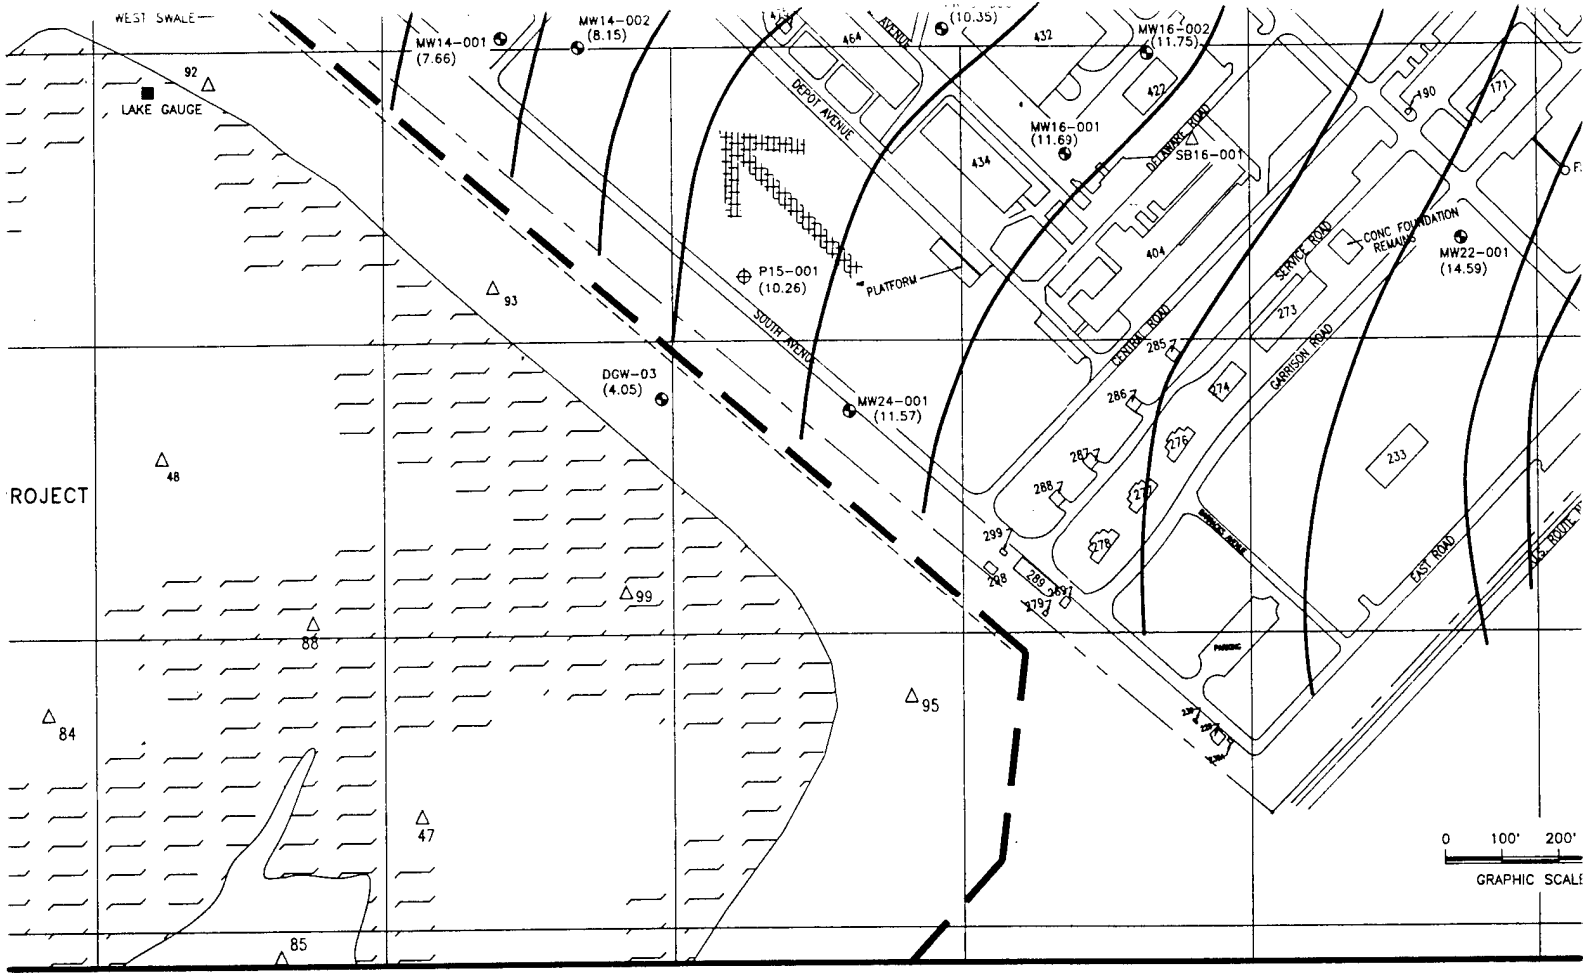 WEST SWALE
MW14-001
(7.66)
MW14-002
(8.15)
(10.35)
464
AVENUE
432
MW16-002
(11.75)
92
LAKE GAUGE
DEPOT AVENUE
422
190
171
MW16-001
(11.69)
DELAWARE ROAD
SB16-001
434
CONC FOUNDATION
REMAINS
SERVICE ROAD
404
MW22-001
(14.59)
93
P15-001
(10.26)
PLATFORM
273
SOUTH AVENUE
CENTRAL ROAD
285
GARRISON ROAD
DGW-03
(4.05)
274
286
MW24-001
(11.57)
276
287
233
48
ROJECT
288
277
299
278
EAST ROAD
U.S. ROUTE
298
289
269
279
99
88
PARKING
95
84
47
0 100' 200'
GRAPHIC SCALE
85